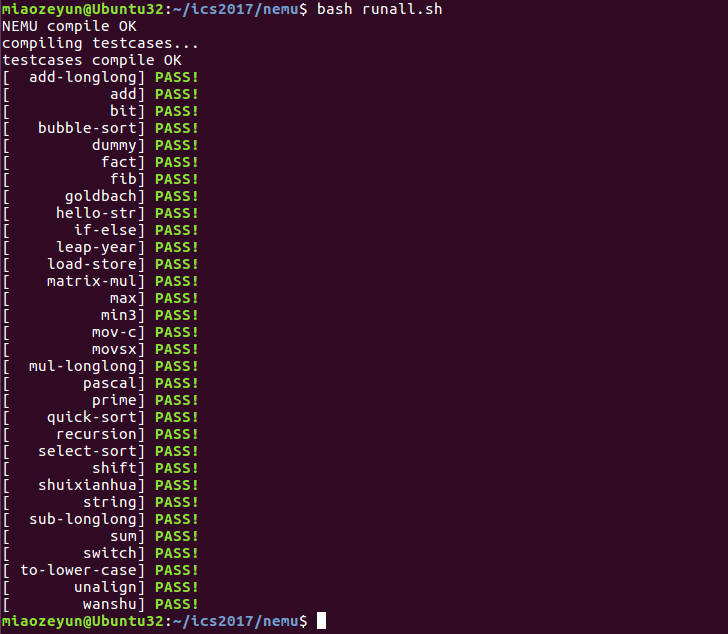 miaozeyun@Ubuntu32:~/ics2017/nemu$ bash runall.sh
NEMU compile OK
compiling testcases...
testcases compile OK
[  add-longlong] PASS!
[           add] PASS!
[           bit] PASS!
[   bubble-sort] PASS!
[         dummy] PASS!
[          fact] PASS!
[           fib] PASS!
[      goldbach] PASS!
[     hello-str] PASS!
[       if-else] PASS!
[     leap-year] PASS!
[    load-store] PASS!
[    matrix-mul] PASS!
[           max] PASS!
[          min3] PASS!
[         mov-c] PASS!
[         movsx] PASS!
[  mul-longlong] PASS!
[        pascal] PASS!
[         prime] PASS!
[    quick-sort] PASS!
[     recursion] PASS!
[   select-sort] PASS!
[         shift] PASS!
[   shuixianhua] PASS!
[        string] PASS!
[  sub-longlong] PASS!
[           sum] PASS!
[        switch] PASS!
[ to-lower-case] PASS!
[       unalign] PASS!
[        wanshu] PASS!
miaozeyun@Ubuntu32:~/ics2017/nemu$